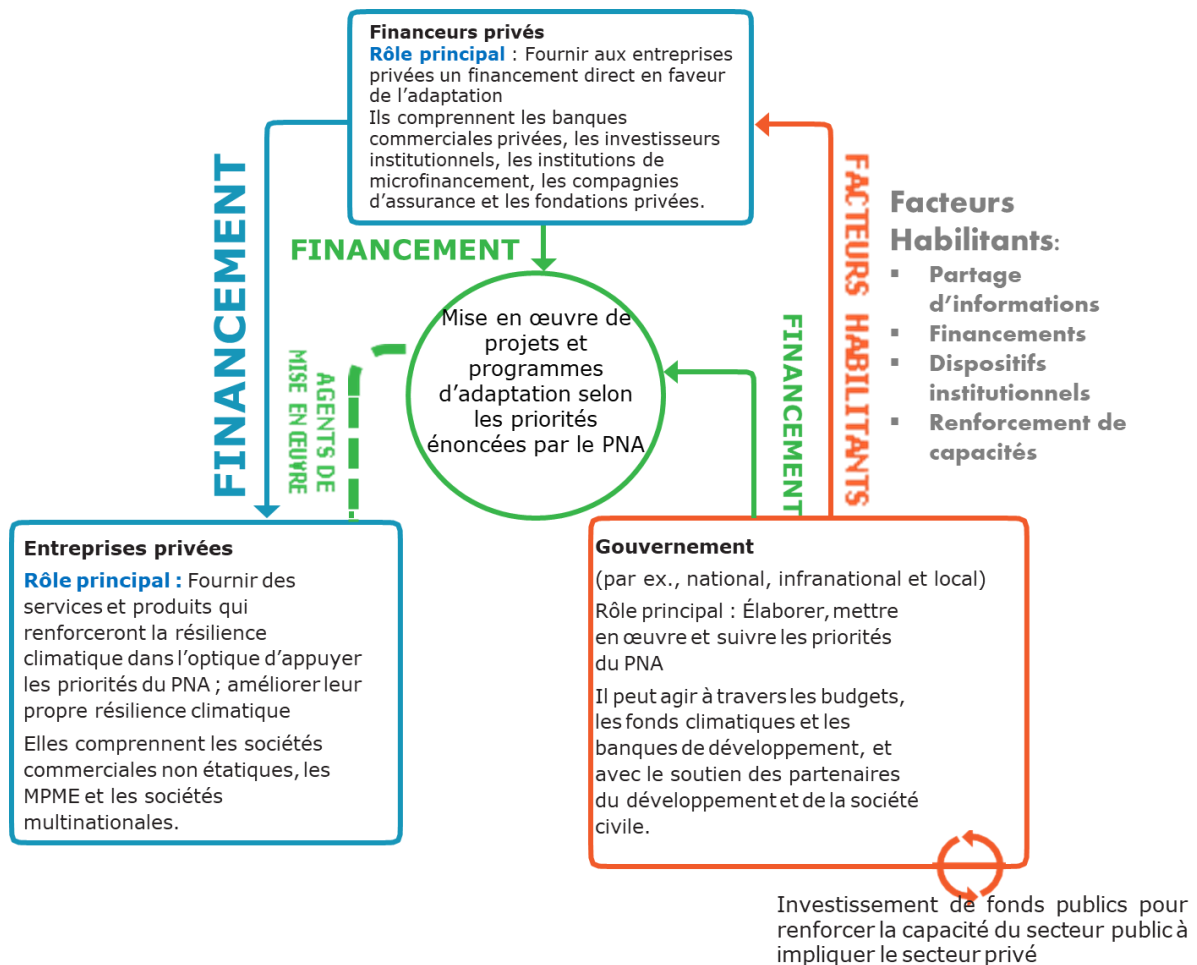 Financeurs privés
Rôle principal : Fournir aux entreprises
privées un financement direct en faveur
de l’adaptation
Ils comprennent les banques
commerciales privées, les investisseurs
institutionnels, les institutions de
microfinancement, les compagnies
d’assurance et les fondations privées.
FINANCEMENT
FINANCEMENT
Mise en œuvre de
projets et
programmes
d’adaptation selon
les priorités
énoncées par le PNA
AGENTS DE
MISE EN ŒUVRE
FINANCEMENT
FACTEURS HABILITANTS
Facteurs
Habilitants:
▪ Partage
d’informations
▪ Financements
▪ Dispositifs
institutionnels
▪ Renforcement de
capacités
Entreprises privées
Rôle principal : Fournir des
services et produits qui
renforceront la résilience
climatique dans l’optique d’appuyer
les priorités du PNA ; améliorer leur
propre résilience climatique
Elles comprennent les sociétés
commerciales non étatiques, les
MPME et les sociétés
multinationales.
Gouvernement
(par ex., national, infranational et local)
Rôle principal : Élaborer, mettre
en œuvre et suivre les priorités
du PNA
Il peut agir à travers les budgets,
les fonds climatiques et les
banques de développement, et
avec le soutien des partenaires
du développement et de la société
civile.
Investissement de fonds publics pour
renforcer la capacité du secteur public à
impliquer le secteur privé